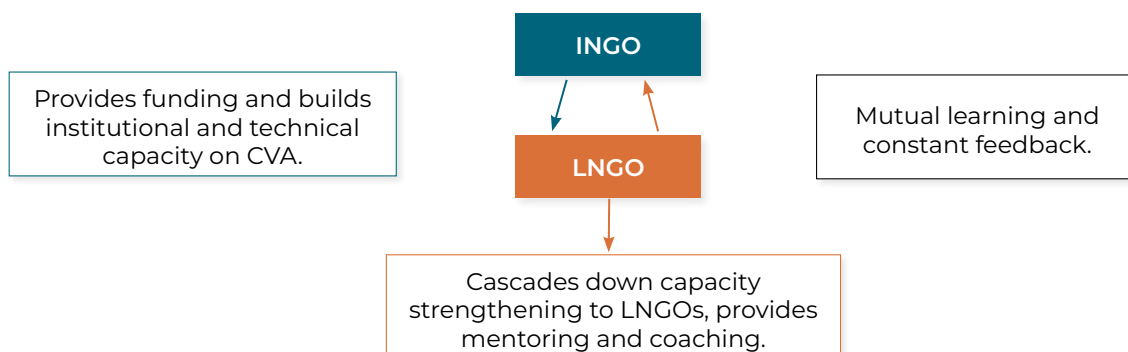 INGO
Provides funding and builds
institutional and technical
capacity on CVA.
Mutual learning and
constant feedback.
LNGO
Cascades down capacity
strengthening to LNGOs, provides
mentoring and coaching.